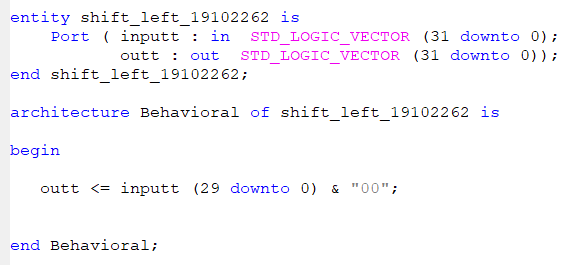 entity shift_left_19102262 is
    Port ( inputt : in  STD_LOGIC_VECTOR (31 downto 0);
           outt : out  STD_LOGIC_VECTOR (31 downto 0));
end shift_left_19102262;
architecture Behavioral of shift_left_19102262 is
begin
   outt <= inputt (29 downto 0) & "00";
end Behavioral;